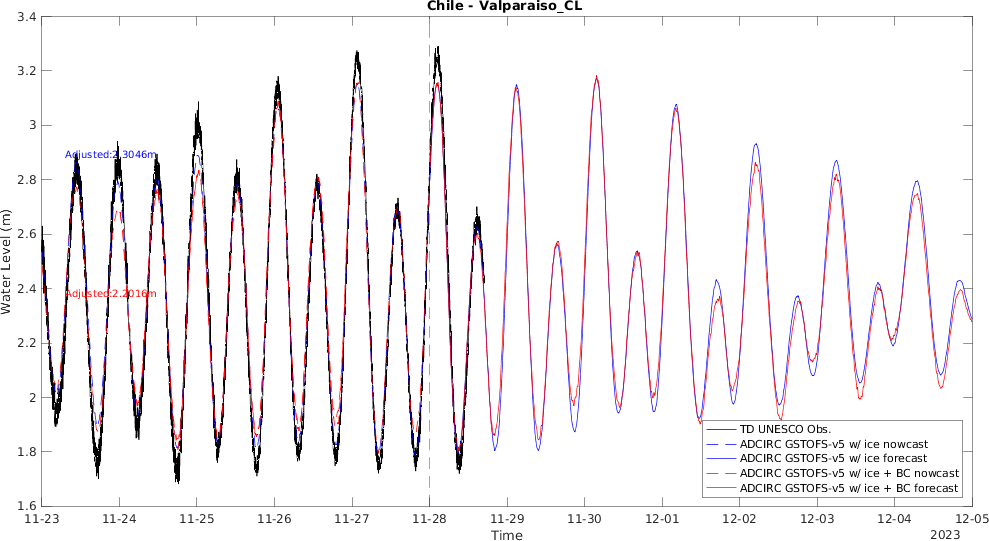 Chile - Valparaiso_CL
3.4
3.2
3
2.8
2.6
2.4
2.2
2
1.8
1.6
Water Level (m)
Adjusted:2.3046m
Adjusted:2.2016m
TD UNESCO Obs.
ADCIRC GSTOFS-v5 w/ ice nowcast
ADCIRC GSTOFS-v5 w/ ice forecast
ADCIRC GSTOFS-v5 w/ ice + BC nowcast
ADCIRC GSTOFS-v5 w/ ice + BC forecast
11-23 11-24 11-25 11-26 11-27 11-28 11-29 11-30 12-01 12-02 12-03 12-04 12-05
Time
2023